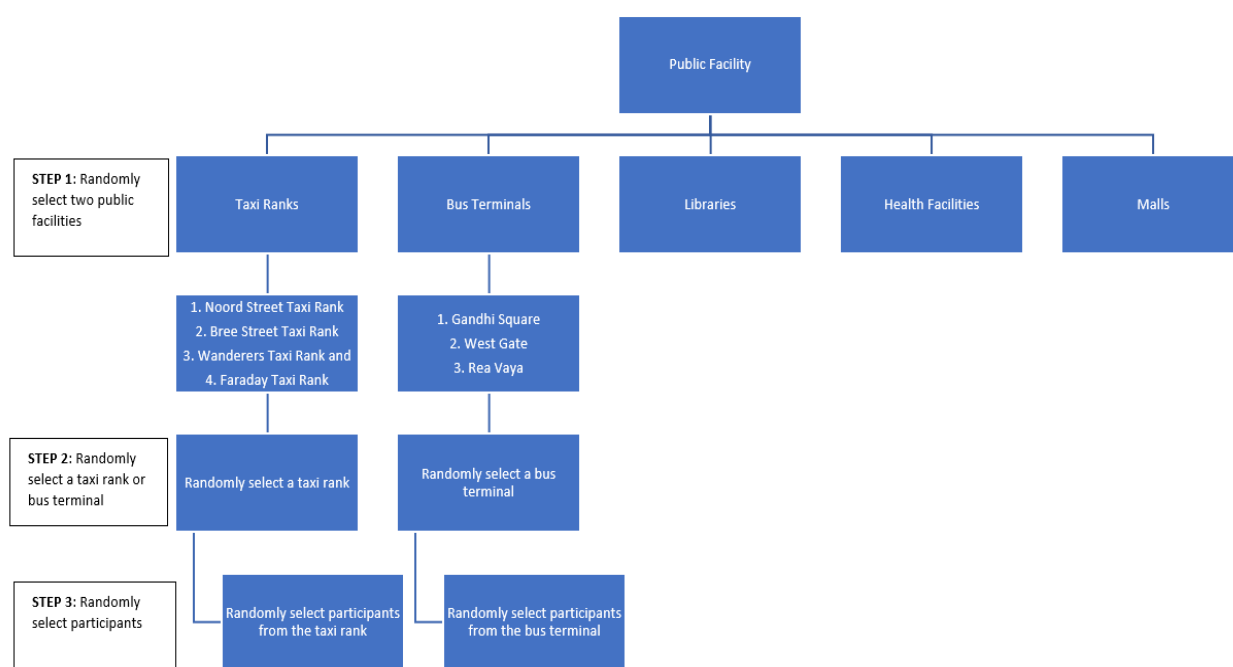 Public Facility
STEP 1: Randomly
select two public
facilities
Taxi Ranks
Bus Terminals
Libraries
Health Facilities
Malls
1. Noord Street Taxi Rank
2. Bree Street Taxi Rank
3. Wanderers Taxi Rank and
4. Faraday Taxi Rank
1. Gandhi Square
2. West Gate
3. Rea Vaya
STEP 2: Randomly
select a taxi rank or
bus terminal
Randomly select a taxi rank
Randomly select a bus
terminal
STEP 3: Randomly
select participants
Randomly select participants
from the taxi rank
Randomly select participants
from the bus terminal